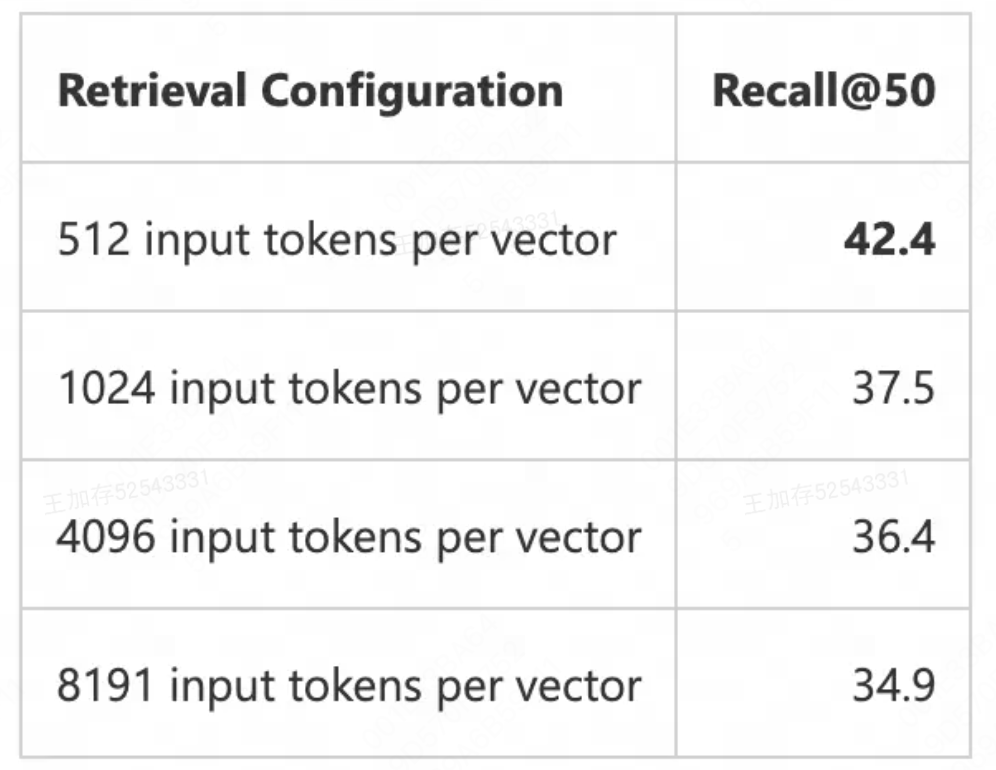 Retrieval Configuration Recall@50
512 input tokens per vector 42.4
王加存52543331
1024 input tokens per vector 37.5
王加存52543331 王加存52543331
4096 input tokens per vector 36.4
8191 input tokens per vector 34.9